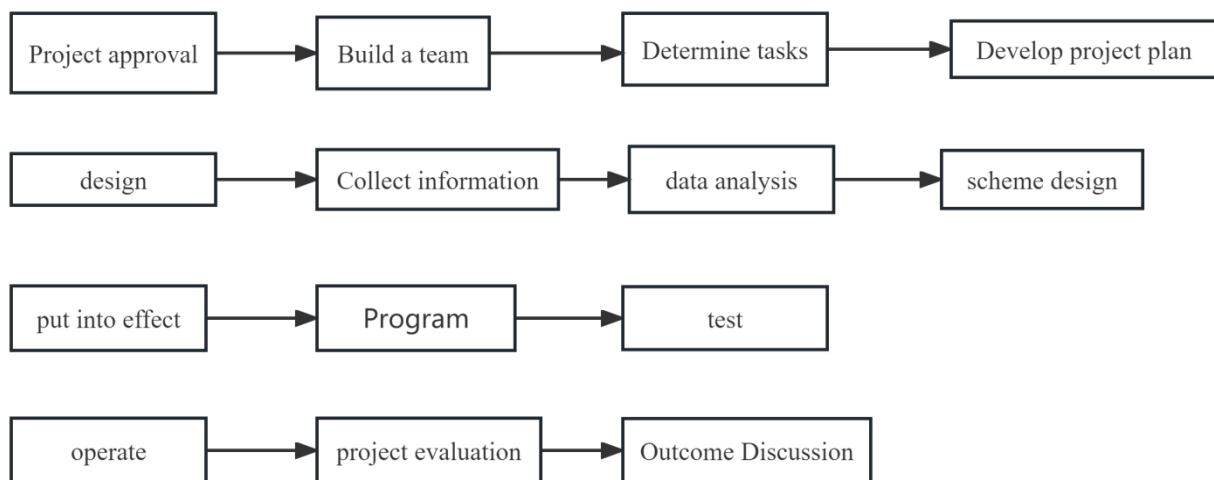 Project approval
Build a team
Determine tasks
Develop project plan
design
Collect information
data analysis
scheme design
put into effect
Program
test
operate
project evaluation
Outcome Discussion